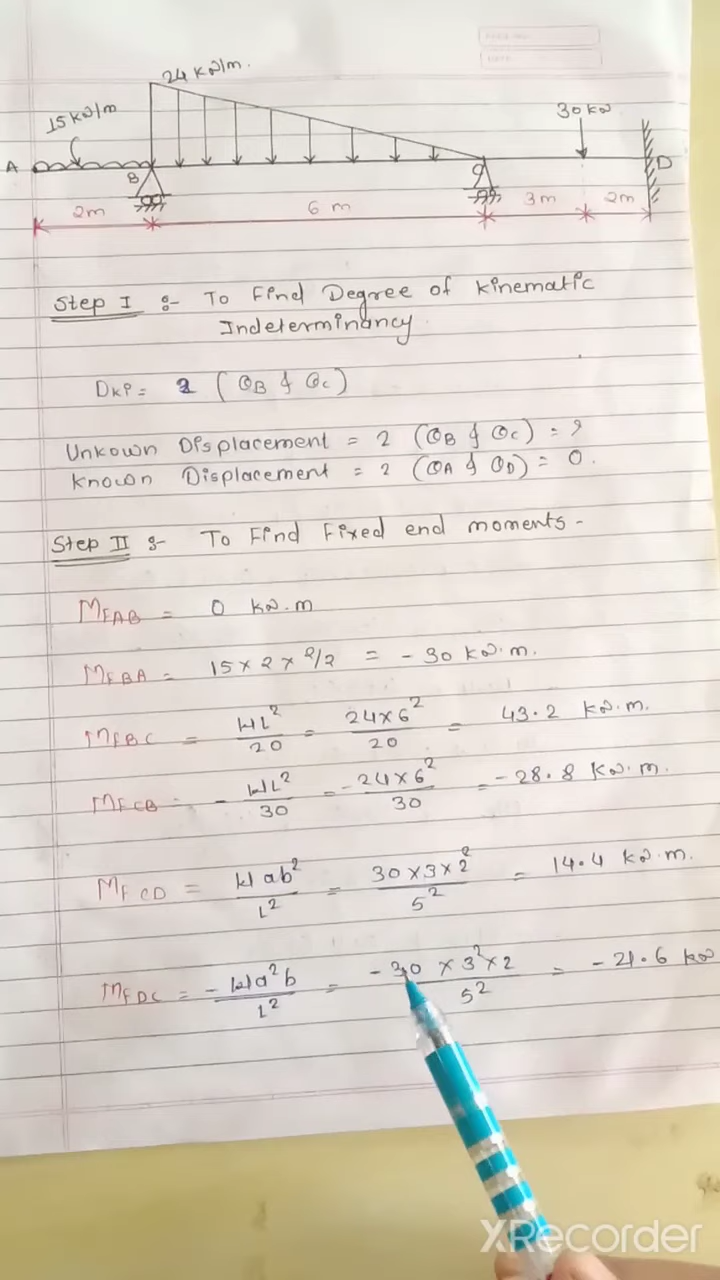 24 kN/m.
15 kN/m
30 kN
A
B
C
D
2m
6 m
3 m
2m
Step I :- To Find Degree of Kinematic
Indeterminancy.
Dki = 2 (θB & θc)
Unkown Displacement = 2 (θB & θc) = ?
Known Displacement = 2 (θA & θD) = 0.
Step II :- To Find Fixed end moments -
MFAB = 0 kN.m
MFBA = 15 × 2 × 2/2 = - 30 kN.m.
MFBC = WL²/20 = 24×6²/20 = 43.2 kN.m.
MFCB = - WL²/30 = -24×6²/30 = -28.8 kN.m.
MFCD = Wab²/L² = 30×3×2²/5² = 14.4 kN.m.
MFDC = - Wa²b/L² = -30 × 3² × 2/5² = - 21.6 kN
XRecorder